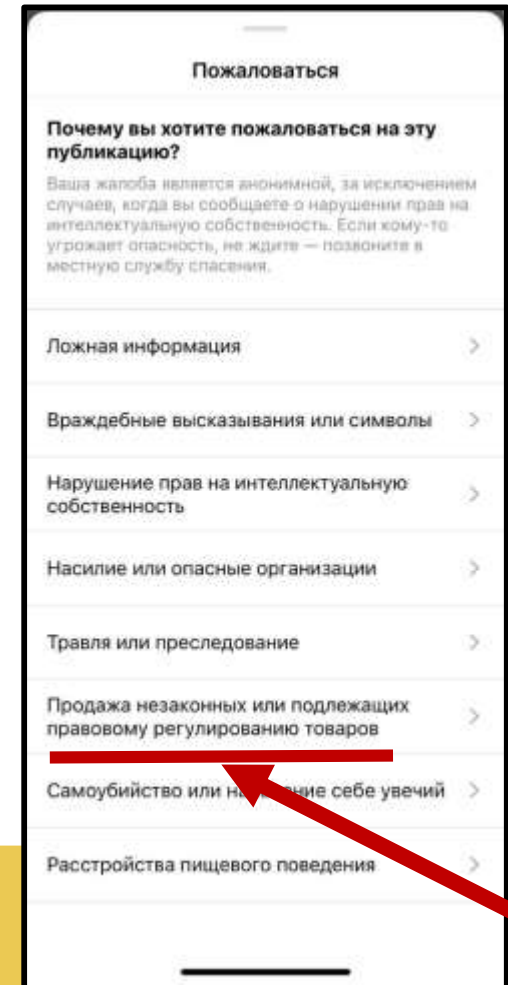 Пожаловаться
Почему вы хотите пожаловаться на эту
публикацию?
Ваша жалоба является анонимной, за исключением
случаев, когда вы сообщаете о нарушении прав на
интеллектуальную собственность. Если кому-то
угрожает опасность, не ждите — позвоните в
местную службу спасения.
Ложная информация
Враждебные высказывания или символы
Нарушение прав на интеллектуальную
собственность
Насилие или опасные организации
Травля или преследование
Продажа незаконных или подлежащих
правовому регулированию товаров
Самоубийство или себе увечий
Расстройства пищевого поведения